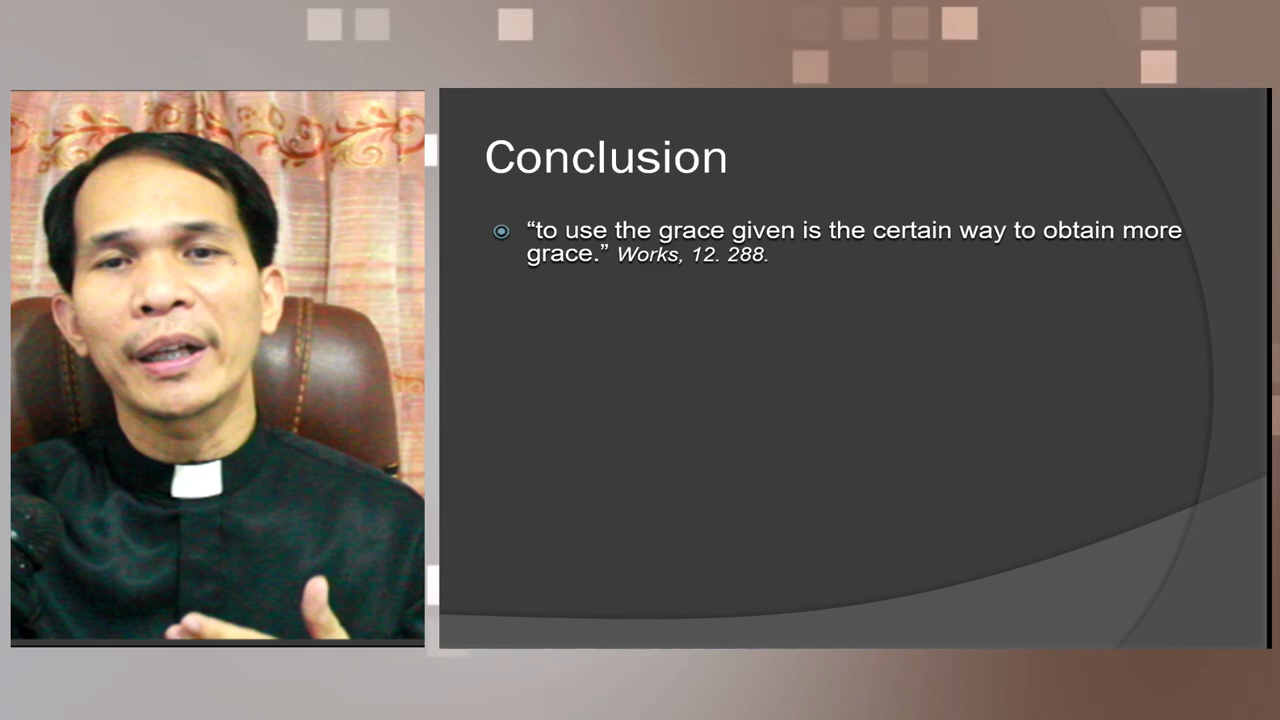 Conclusion
“to use the grace given is the certain way to obtain more
grace.” Works, 12. 288.